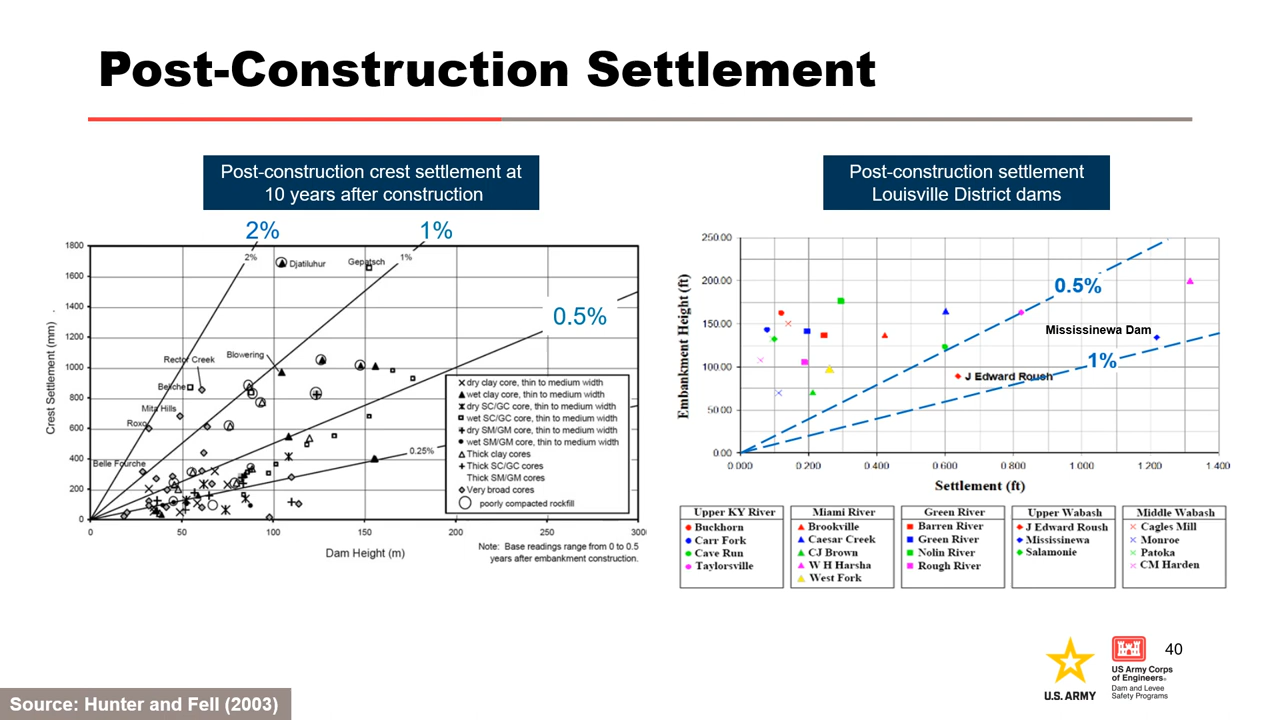 Post-Construction Settlement
Post-construction crest settlement at
10 years after construction
2%
1%
2%
1%
0.5%
0.25%
Crest Settlement (mm)
1800
1600
1400
1200
1000
800
600
400
200
0
Djatiluhur
Gepatsch
Blowering
Rector Creek
Beliche
Mita Hills
Roxo
Belle Fourche
dry clay core, thin to medium width
wet clay core, thin to medium width
dry SC/GC core, thin to medium width
wet SC/GC core, thin to medium width
dry SM/GM core, thin to medium width
wet SM/GM core, thin to medium width
Thick clay cores
Thick SC/GC cores
Thick SM/GM cores
Very broad cores
poorly compacted rockfill
0 50 100 150 200 250 300
Dam Height (m)
Note: Base readings range from 0 to 0.5
years after embankment construction.
Post-construction settlement
Louisville District dams
Embankment Height (ft)
250.00
200.00
150.00
100.00
50.00
0.00
0.5%
Mississinewa Dam
1%
J Edward Roush
0.000 0.200 0.400 0.600 0.800 1.000 1.200 1.400
Settlement (ft)
Upper KY River
Buckhorn
Carr Fork
Cave Run
Taylorsville
Miami River
Brookville
Caesar Creek
CJ Brown
W H Harsha
West Fork
Green River
Barren River
Green River
Nolin River
Rough River
Upper Wabash
J Edward Roush
Mississinewa
Salamonie
Middle Wabash
Cagles Mill
Monroe
Patoka
CM Harden
U.S. ARMY
US Army Corps
of Engineers®
Dam and Levee
Safety Programs
40
Source: Hunter and Fell (2003)